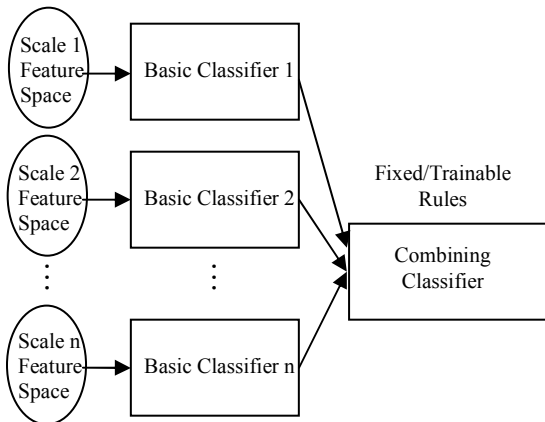 Scale 1
Feature
Space
Basic Classifier 1
Scale 2
Feature
Space
Basic Classifier 2
Fixed/Trainable
Rules
Combining
Classifier
Scale n
Feature
Space
Basic Classifier n